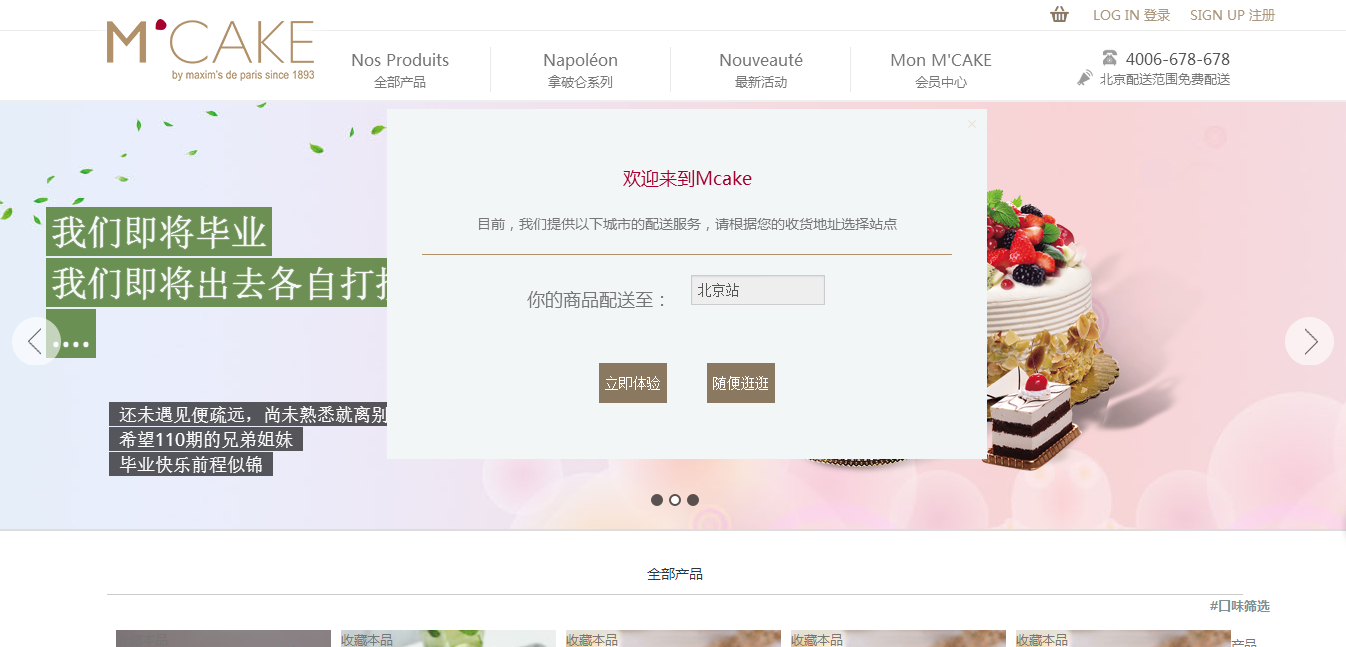 LOG IN 登录 SIGN UP 注册
M'CAKE
by maxim's de paris since 1893
Nos Produits
全部产品
Napoléon
拿破仑系列
Nouveauté
最新活动
Mon M'CAKE
会员中心
4006-678-678
北京配送范围免费配送
×
欢迎来到Mcake
目前，我们提供以下城市的配送服务，请根据您的收货地址选择站点
你的商品配送至： 北京站
立即体验 随便逛逛
我们即将毕业
我们即将出去各自打
....
还未遇见便疏远，尚未熟悉就离别
希望110期的兄弟姐妹
毕业快乐前程似锦
全部产品
#口味筛选
收藏本品 收藏本品 收藏本品 收藏本品